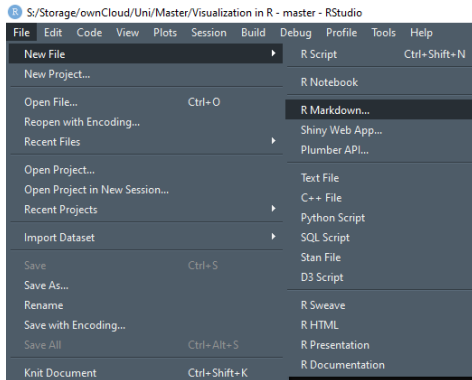 R S:/Storage/ownCloud/Uni/Master/Visualization in R - master - RStudio
File Edit Code View Plots Session Build Debug Profile Tools Help
New File
New Project...
Open File... Ctrl+O
Reopen with Encoding...
Recent Files
Open Project...
Open Project in New Session...
Recent Projects
Import Dataset
Save Ctrl+S
Save As...
Rename
Save with Encoding...
Save All Ctrl+Alt+S
Knit Document Ctrl+Shift+K
R Script Ctrl+Shift+N
R Notebook
R Markdown...
Shiny Web App...
Plumber API...
Text File
C++ File
Python Script
SQL Script
Stan File
D3 Script
R Sweave
R HTML
R Presentation
R Documentation